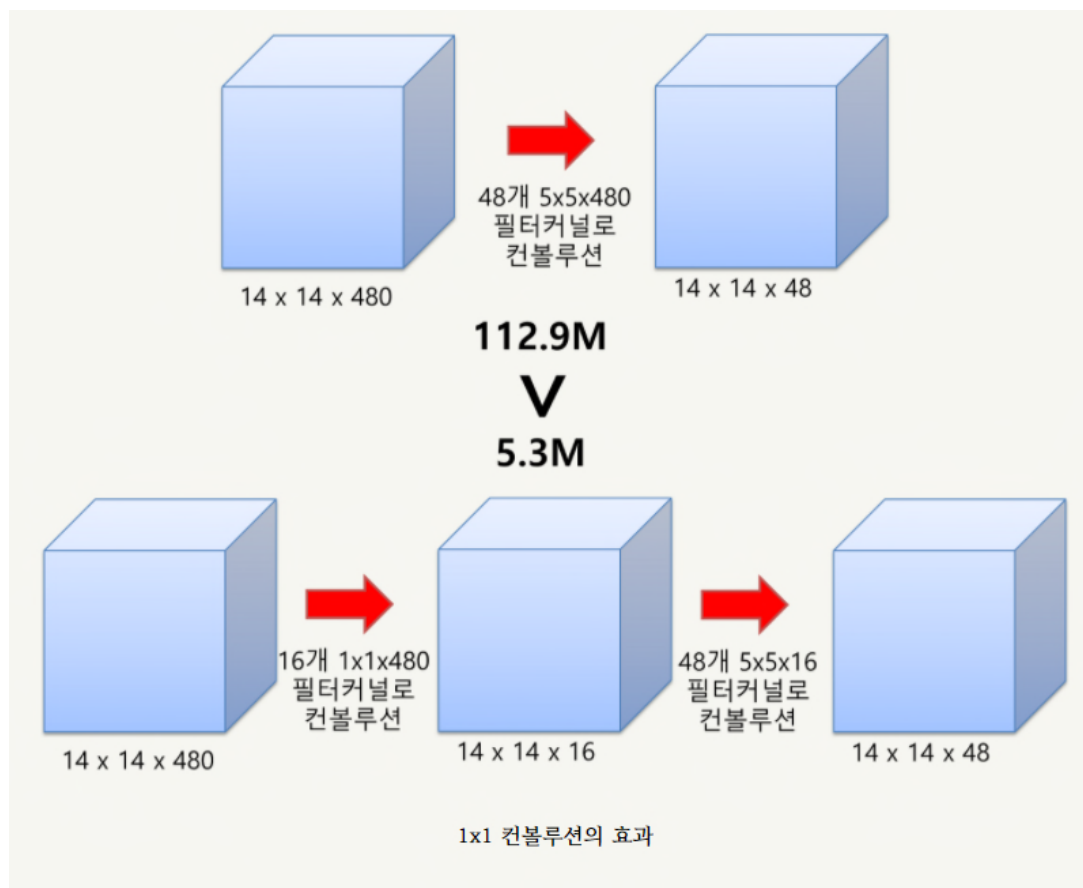 48개 5x5x480
필터커널로
컨볼루션
14 x 14 x 480
14 x 14 x 48
112.9M
V
5.3M
16개 1x1x480
필터커널로
컨볼루션
48개 5x5x16
필터커널로
컨볼루션
14 x 14 x 480
14 x 14 x 16
14 x 14 x 48
1x1 컨볼루션의 효과